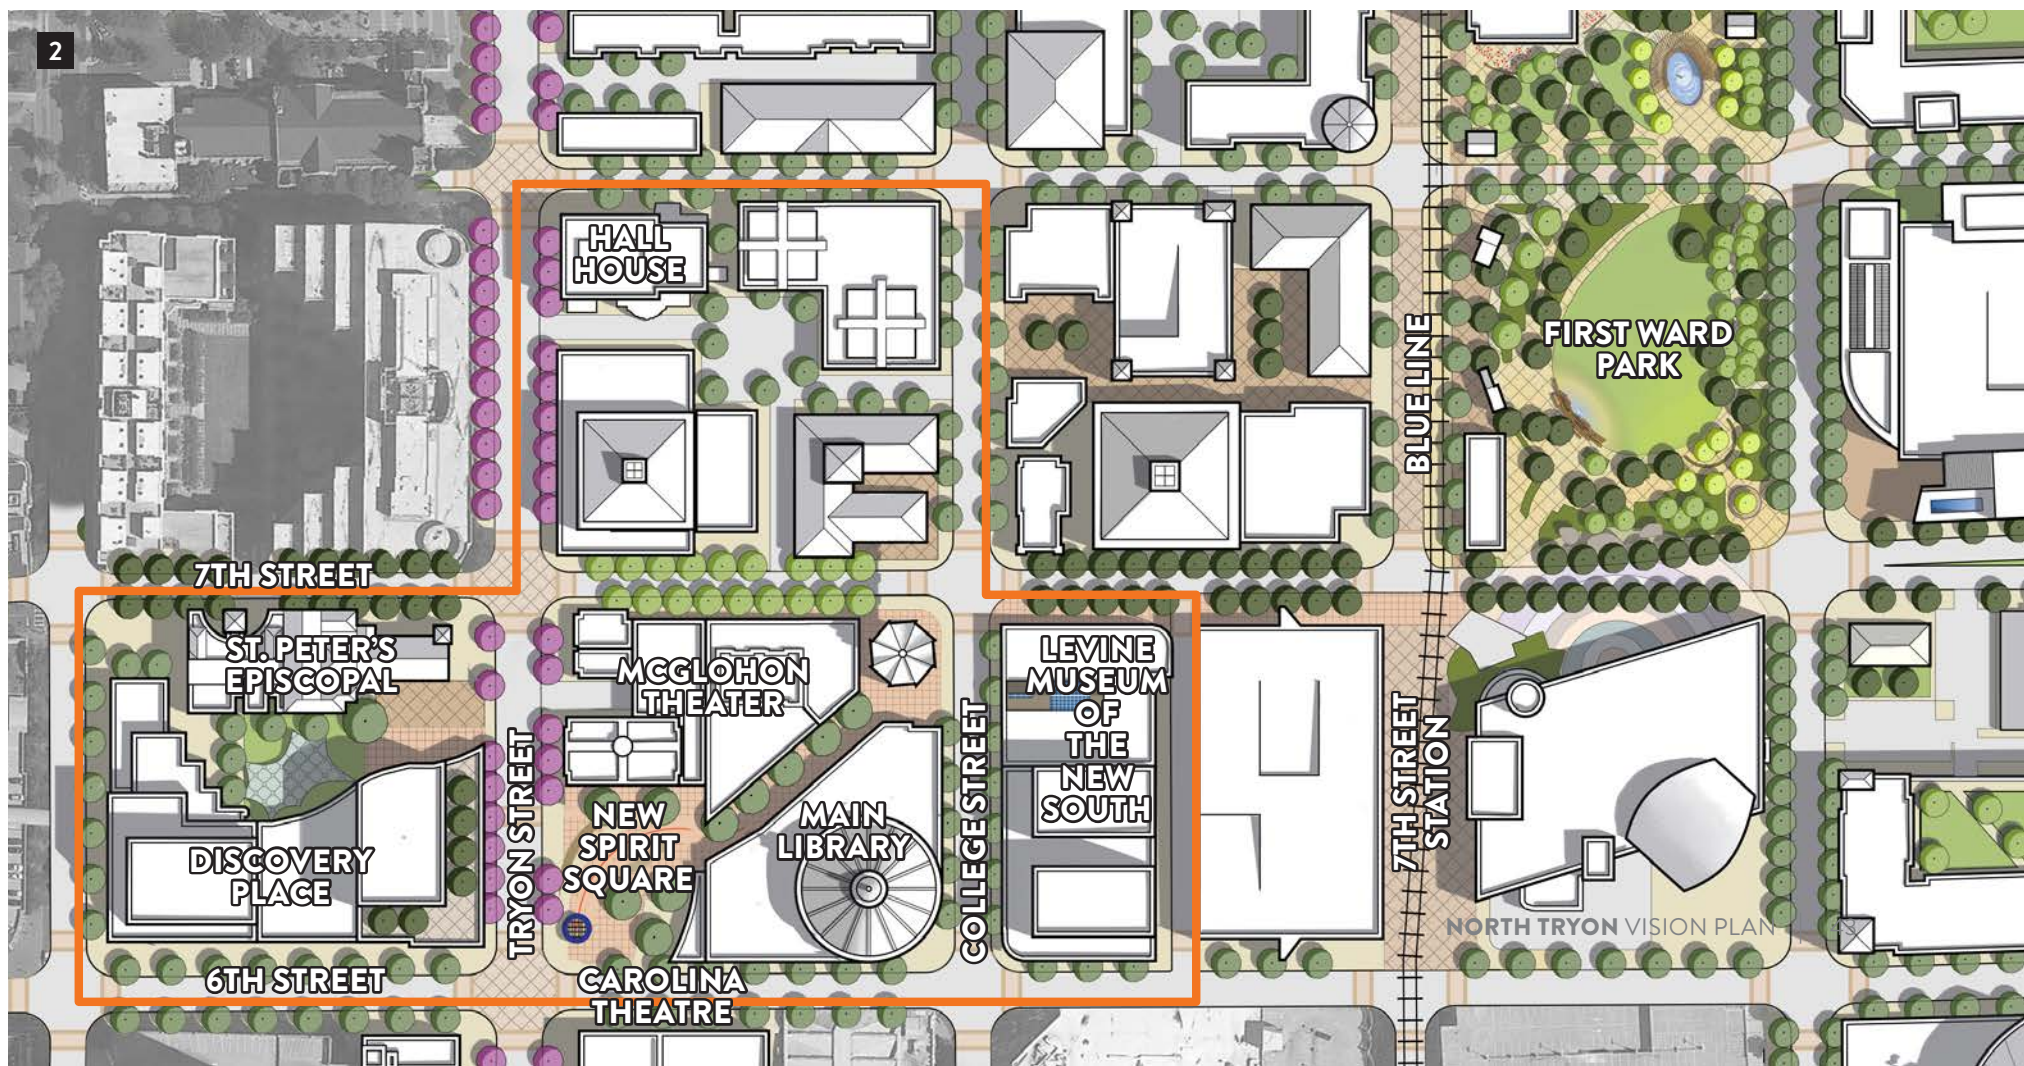 2
HALL
HOUSE
FIRST WARD
PARK
BLUE LINE
7TH STREET
ST. PETER'S
EPISCOPAL
MCGLOHON
THEATER
LEVINE
MUSEUM
OF
THE
NEW
SOUTH
7TH STREET
STATION
TRYON STREET
COLLEGE STREET
NEW
SPIRIT
SQUARE
MAIN
LIBRARY
DISCOVERY
PLACE
NORTH TRYON VISION PLAN | 43
6TH STREET
CAROLINA
THEATRE